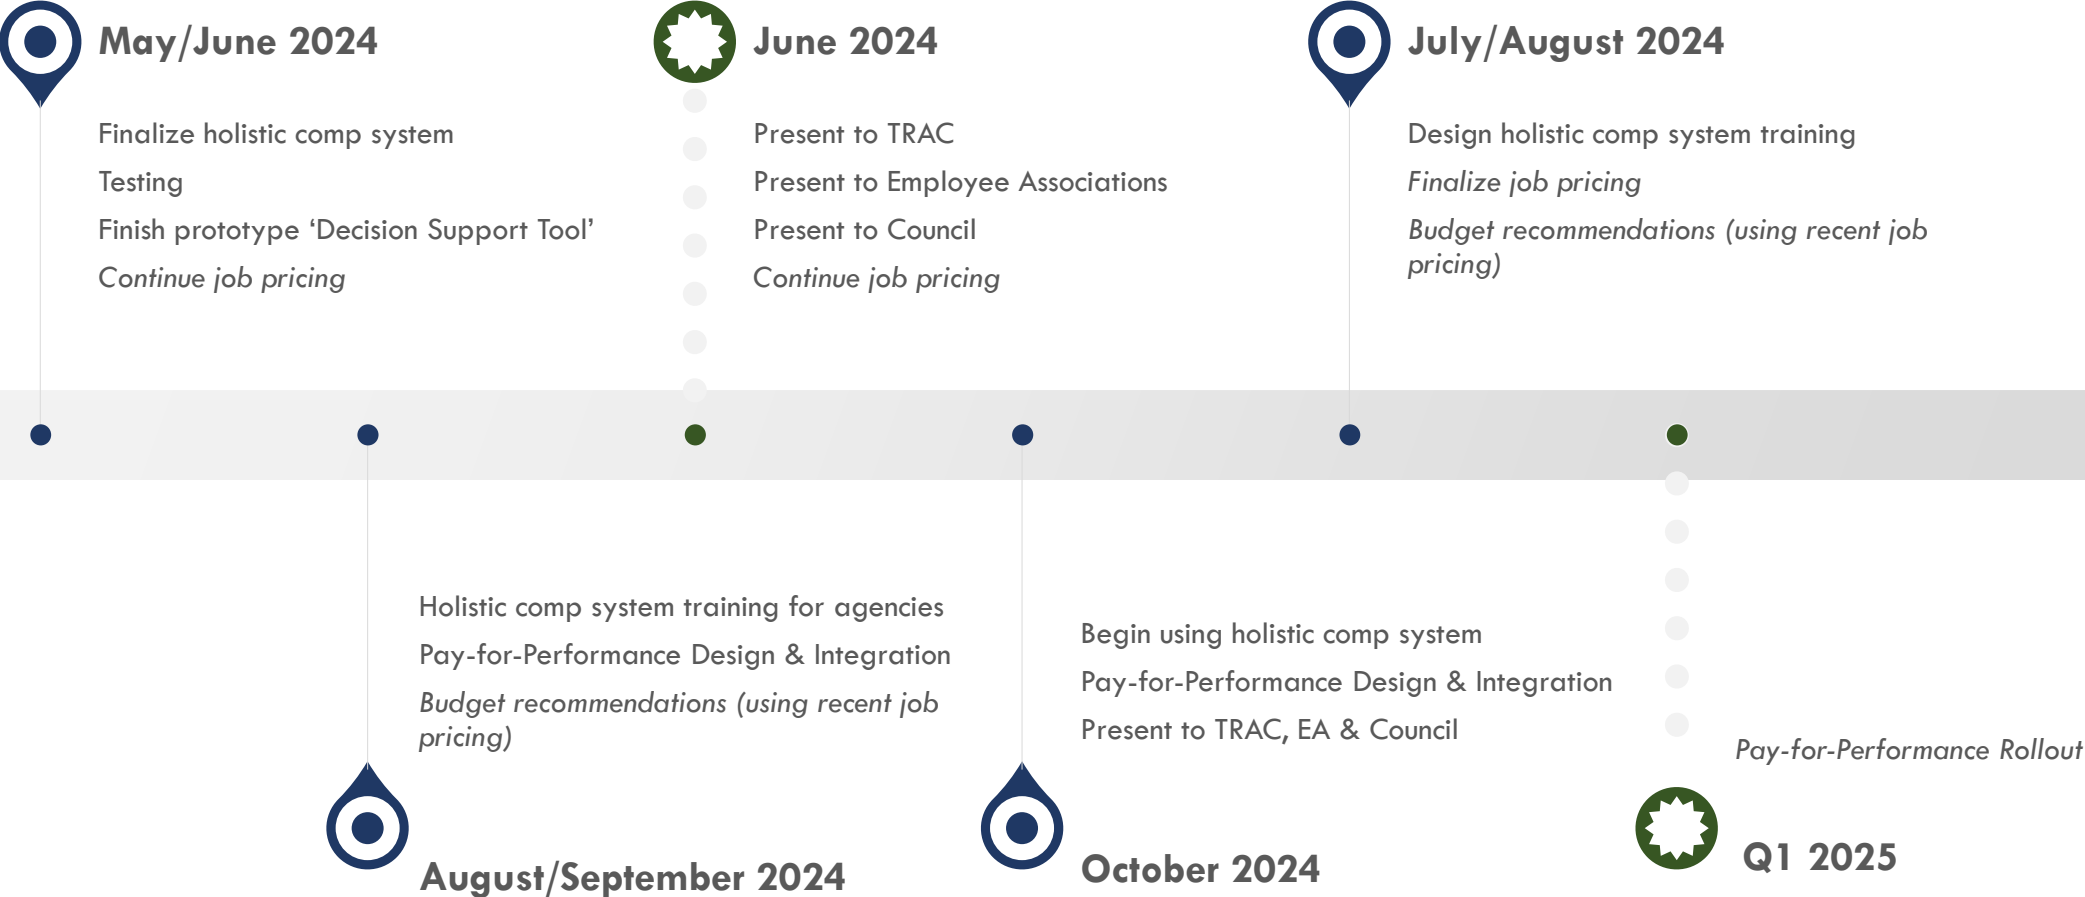 May/June 2024
Finalize holistic comp system
Testing
Finish prototype ‘Decision Support Tool’
Continue job pricing
June 2024
Present to TRAC
Present to Employee Associations
Present to Council
Continue job pricing
July/August 2024
Design holistic comp system training
Finalize job pricing
Budget recommendations (using recent job
pricing)
Holistic comp system training for agencies
Pay-for-Performance Design & Integration
Budget recommendations (using recent job
pricing)
August/September 2024
Begin using holistic comp system
Pay-for-Performance Design & Integration
Present to TRAC, EA & Council
October 2024
Pay-for-Performance Rollout
Q1 2025